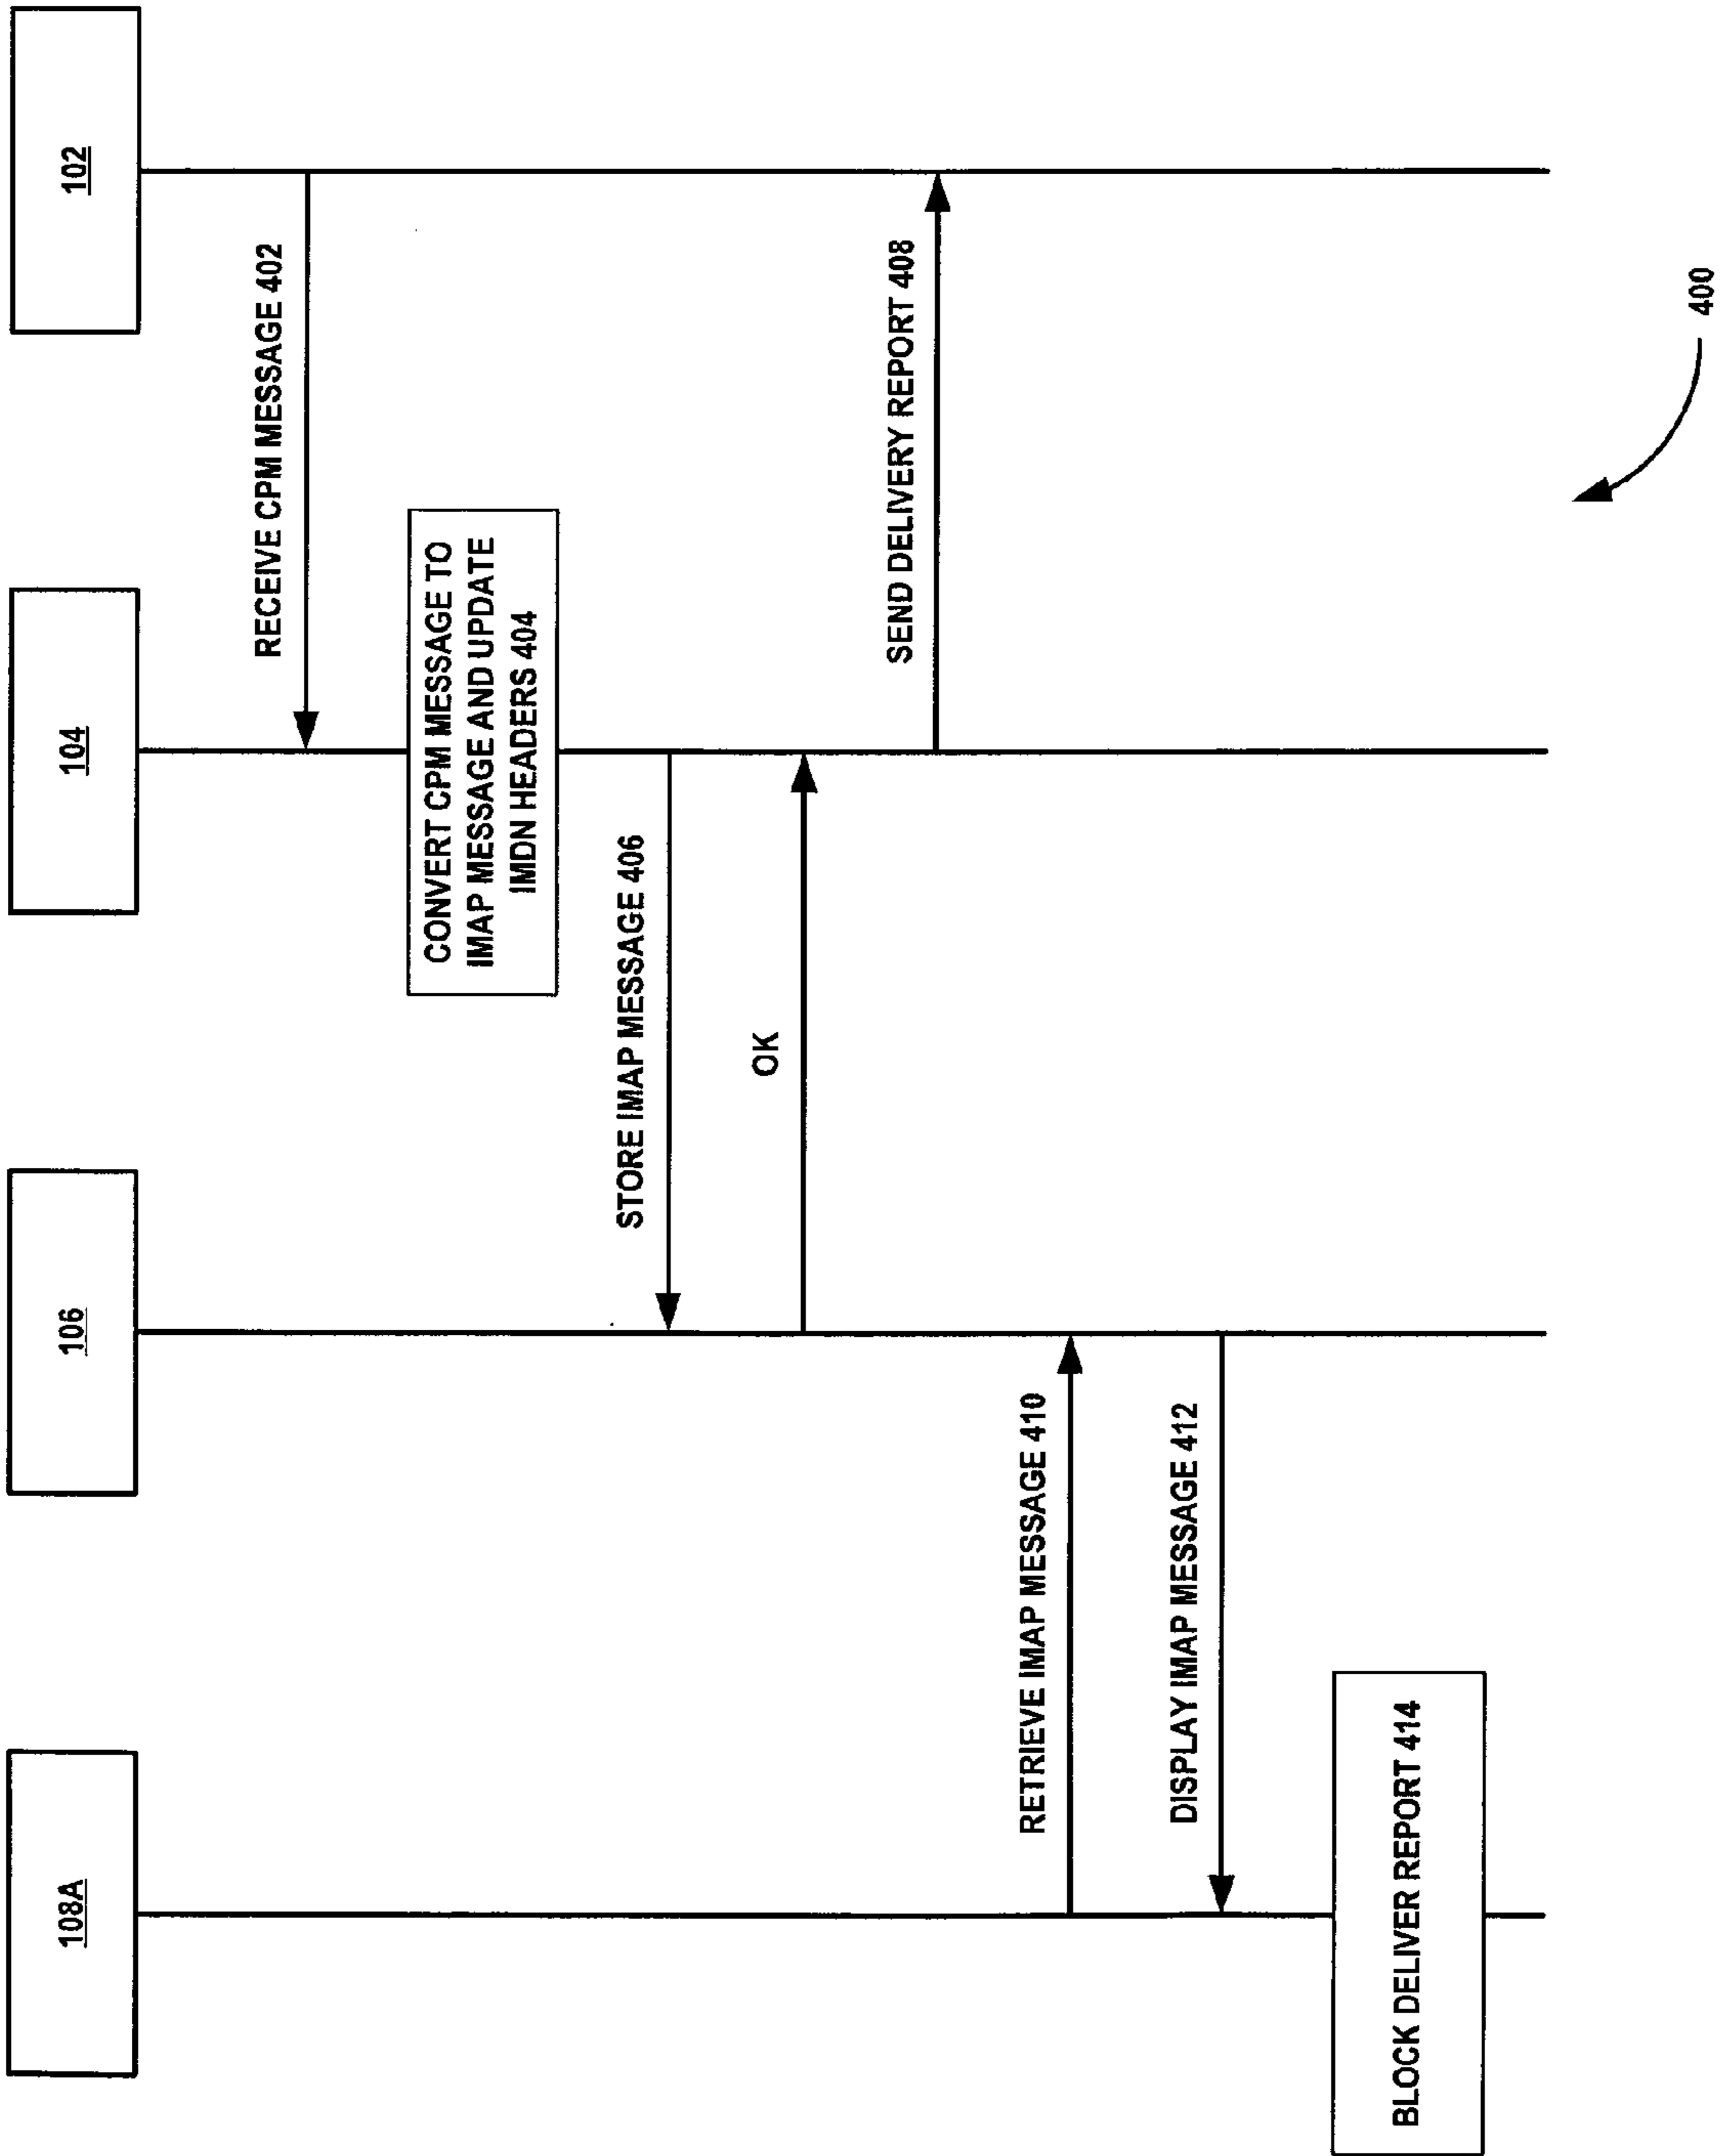 108A
106
104
102
RECEIVE CPM MESSAGE 402
CONVERT CPM MESSAGE TO
IMAP MESSAGE AND UPDATE
IMDN HEADERS 404
STORE IMAP MESSAGE 406
OK
SEND DELIVERY REPORT 408
RETRIEVE IMAP MESSAGE 410
DISPLAY IMAP MESSAGE 412
BLOCK DELIVER REPORT 414
400